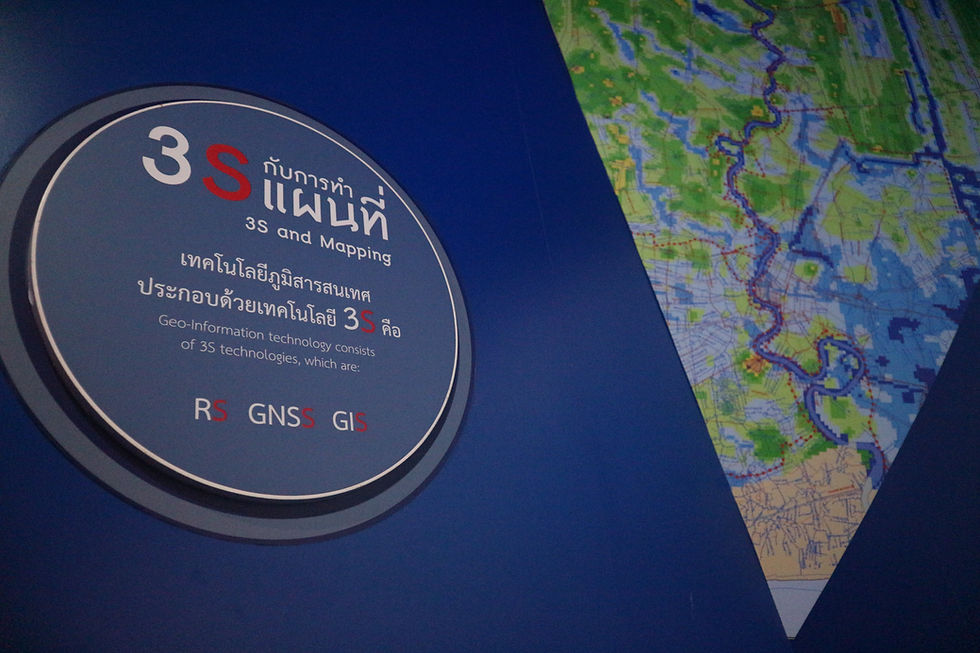 3S กับการทำ
แผนที่
3S and Mapping
เทคโนโลยีภูมิสารสนเทศ
ประกอบด้วยเทคโนโลยี 3S คือ
Geo-Information technology consists
of 3S technologies, which are:
RS GNSS GIS